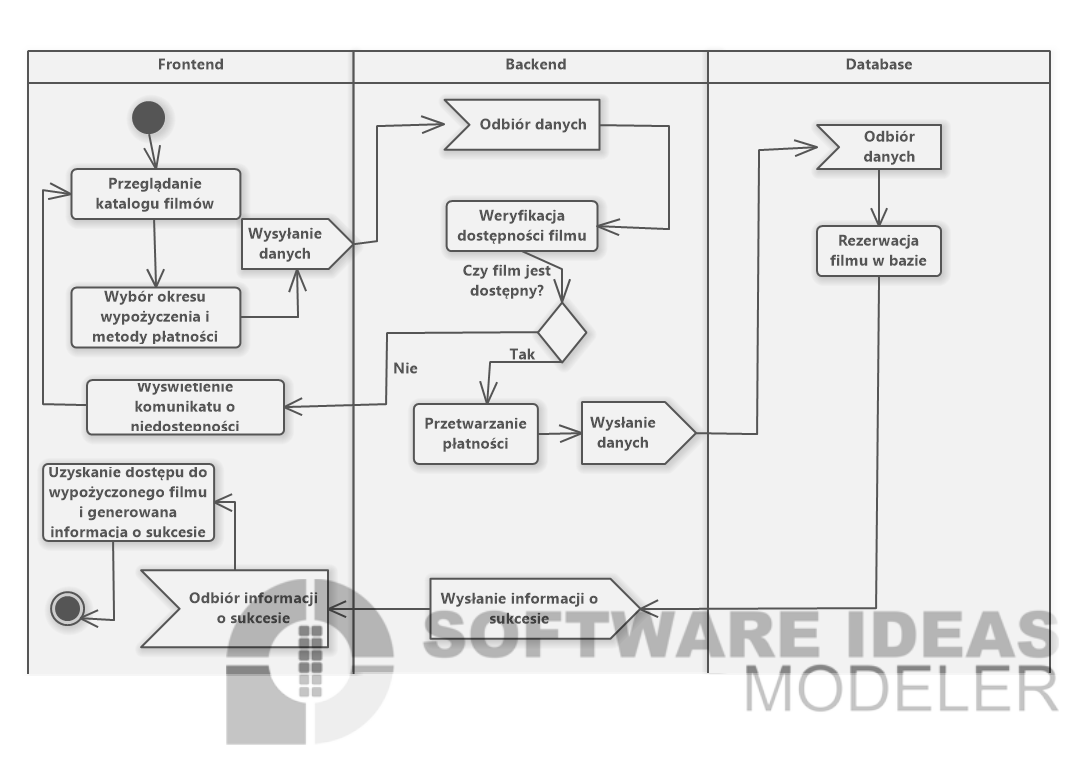 Frontend
Backend
Database
Przeglądanie
katalogu filmów
Wysyłanie
danych
Wybór okresu
wypożyczenia i
metody płatności
Wyświetlenie
komunikatu o
niedostępności
Uzyskanie dostępu do
wypożyczonego filmu
i generowana
informacja o sukcesie
Odbiór informacji
o sukcesie
Odbiór danych
Weryfikacja
dostępności filmu
Czy film jest
dostępny?
Nie
Tak
Przetwarzanie
płatności
Wysłanie
danych
Wysłanie informacji o
sukcesie
Odbiór
danych
Rezerwacja
filmu w bazie
SOFTWARE IDEAS
MODELER